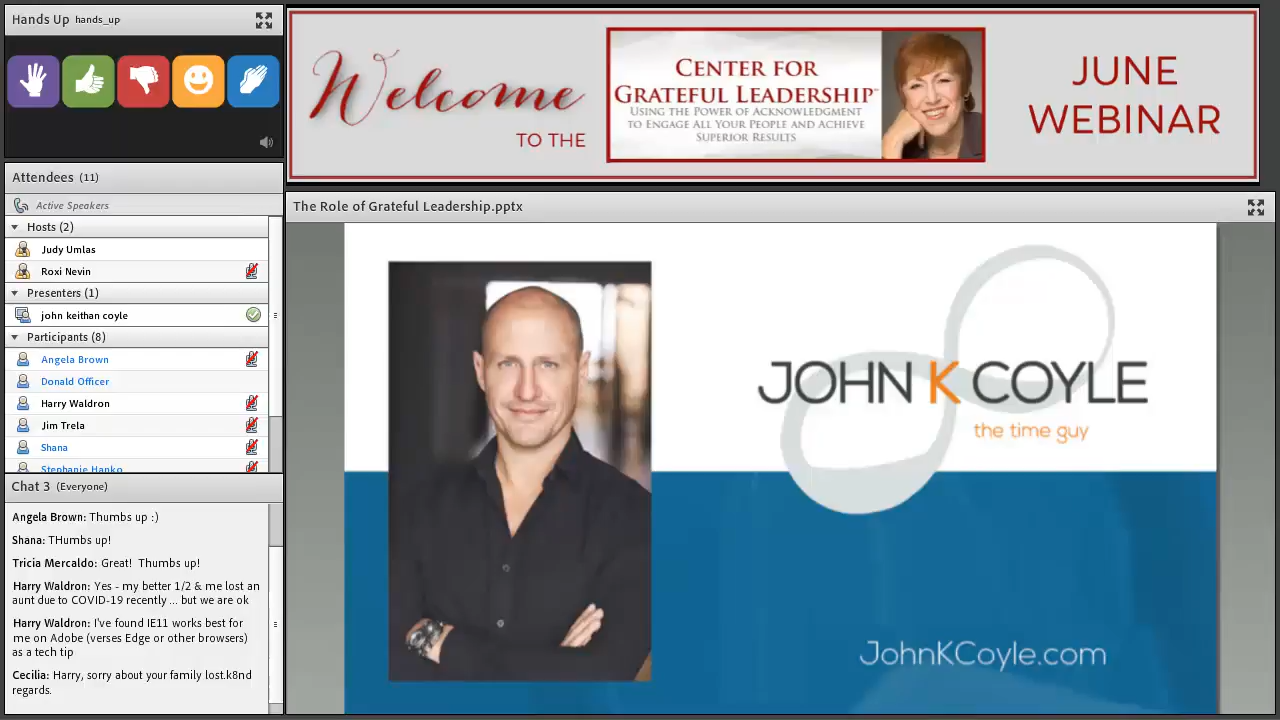 Hands Up hands_up
Attendees (11)
Active Speakers
Hosts (2)
Judy Umlas
Roxi Nevin
Presenters (1)
john keithan coyle
Participants (8)
Angela Brown
Donald Officer
Harry Waldron
Jim Trela
Shana
Stephanie Hanko
Chat 3 (Everyone)
Angela Brown: Thumbs up :)
Shana: THumbs up!
Tricia Mercaldo: Great! Thumbs up!
Harry Waldron: Yes - my better 1/2 & me lost an
aunt due to COVID-19 recently ... but we are ok
Harry Waldron: I've found IE11 works best for
me on Adobe (verses Edge or other browsers)
as a tech tip
Cecilia: Harry, sorry about your family lost.k8nd
regards.
Welcome
TO THE
CENTER FOR
GRATEFUL LEADERSHIP™
USING THE POWER OF ACKNOWLEDGMENT
TO ENGAGE ALL YOUR PEOPLE AND ACHIEVE
SUPERIOR RESULTS
JUNE
WEBINAR
The Role of Grateful Leadership.pptx
JOHN K COYLE
the time guy
JohnKCoyle.com